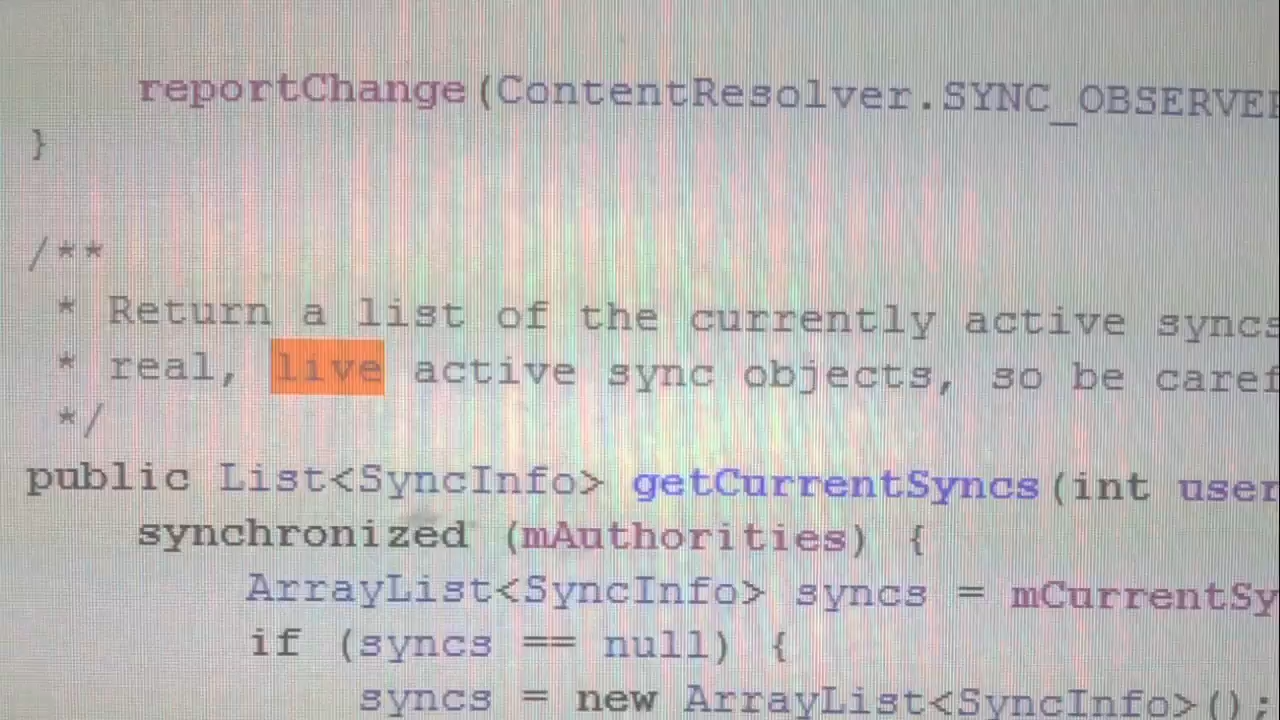 reportChange(ContentResolver.SYNC_OBSERVE
}
/**
* Return a list of the currently active syncs
* real, live active sync objects, so be caref
*/
public List<SyncInfo> getCurrentSyncs(int user
synchronized (mAuthorities) {
ArrayList<SyncInfo> syncs = mCurrentSy
if (syncs == null) {
syncs = new ArrayList<SyncInfo>();